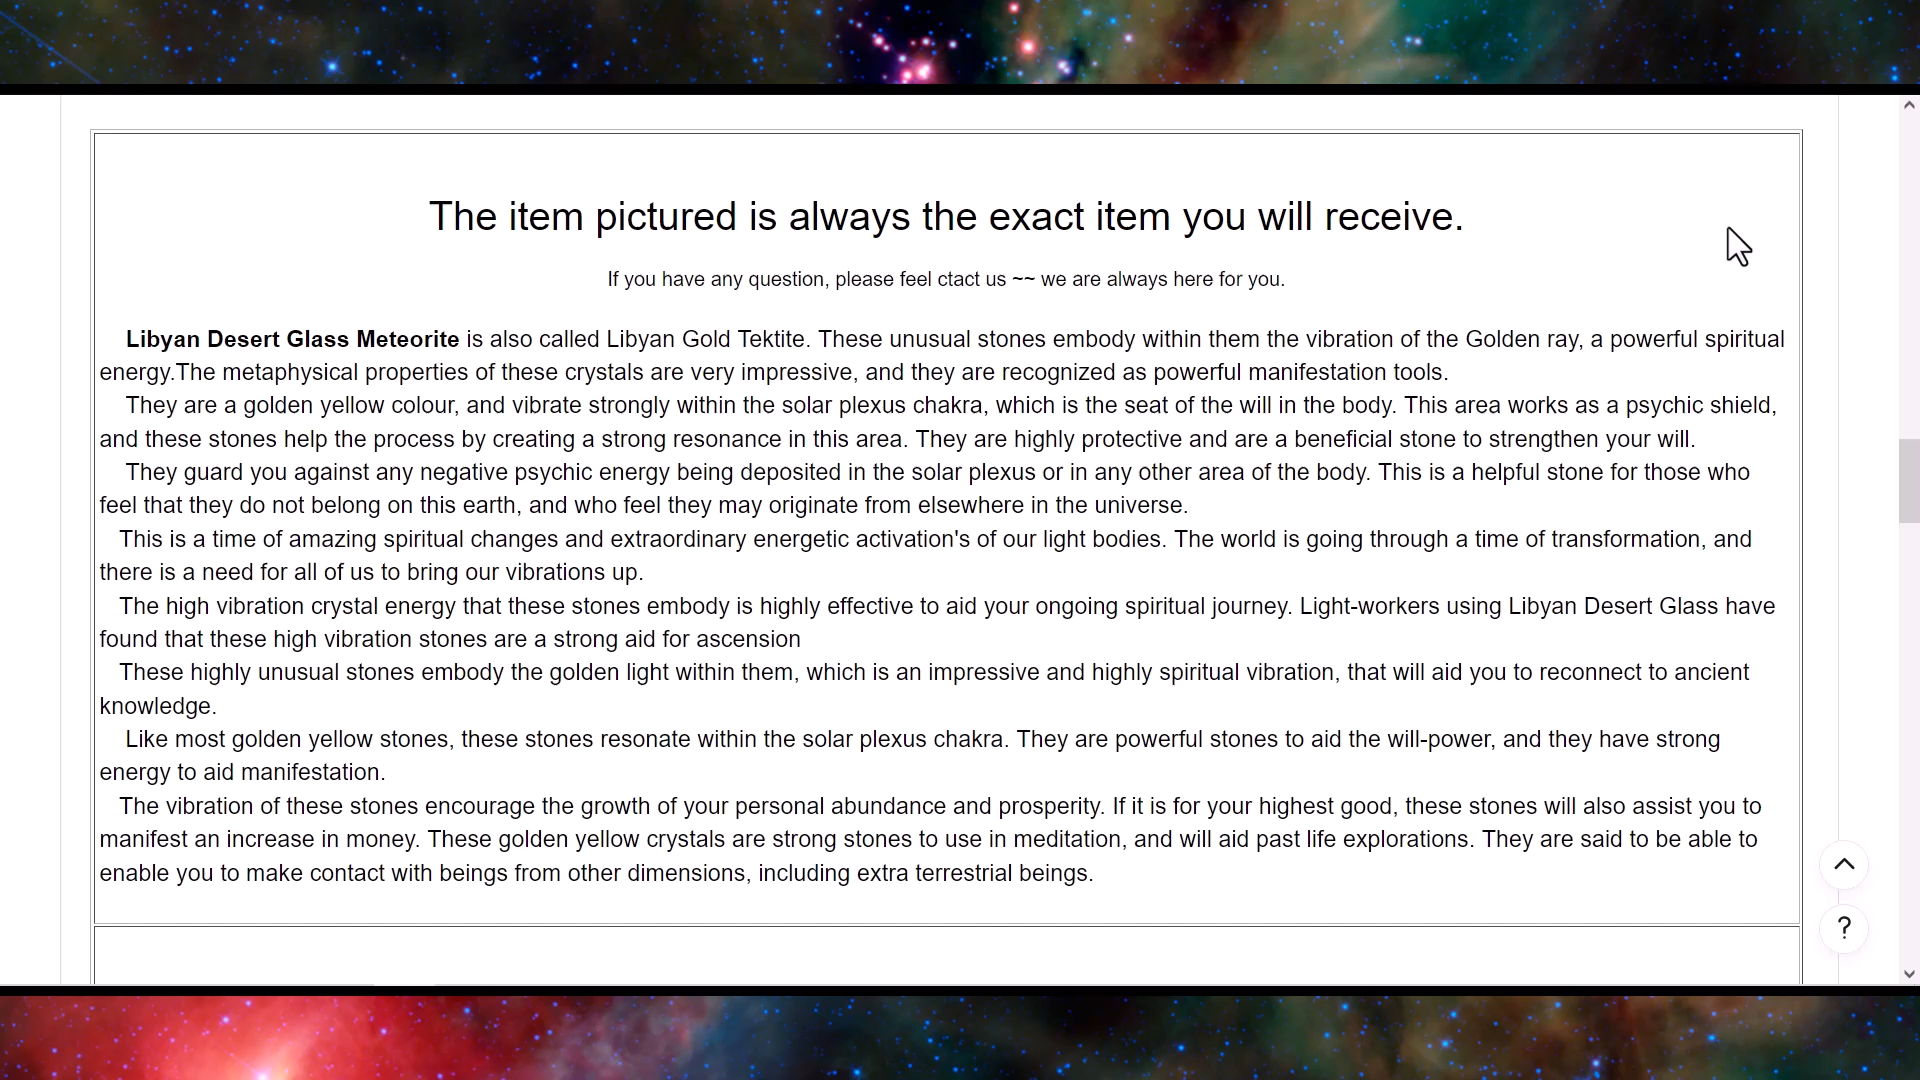 The item pictured is always the exact item you will receive.
If you have any question, please feel ctact us ~~ we are always here for you.
Libyan Desert Glass Meteorite is also called Libyan Gold Tektite. These unusual stones embody within them the vibration of the Golden ray, a powerful spiritual
energy.The metaphysical properties of these crystals are very impressive, and they are recognized as powerful manifestation tools.
They are a golden yellow colour, and vibrate strongly within the solar plexus chakra, which is the seat of the will in the body. This area works as a psychic shield,
and these stones help the process by creating a strong resonance in this area. They are highly protective and are a beneficial stone to strengthen your will.
They guard you against any negative psychic energy being deposited in the solar plexus or in any other area of the body. This is a helpful stone for those who
feel that they do not belong on this earth, and who feel they may originate from elsewhere in the universe.
This is a time of amazing spiritual changes and extraordinary energetic activation's of our light bodies. The world is going through a time of transformation, and
there is a need for all of us to bring our vibrations up.
The high vibration crystal energy that these stones embody is highly effective to aid your ongoing spiritual journey. Light-workers using Libyan Desert Glass have
found that these high vibration stones are a strong aid for ascension
These highly unusual stones embody the golden light within them, which is an impressive and highly spiritual vibration, that will aid you to reconnect to ancient
knowledge.
Like most golden yellow stones, these stones resonate within the solar plexus chakra. They are powerful stones to aid the will-power, and they have strong
energy to aid manifestation.
The vibration of these stones encourage the growth of your personal abundance and prosperity. If it is for your highest good, these stones will also assist you to
manifest an increase in money. These golden yellow crystals are strong stones to use in meditation, and will aid past life explorations. They are said to be able to
enable you to make contact with beings from other dimensions, including extra terrestrial beings.
?